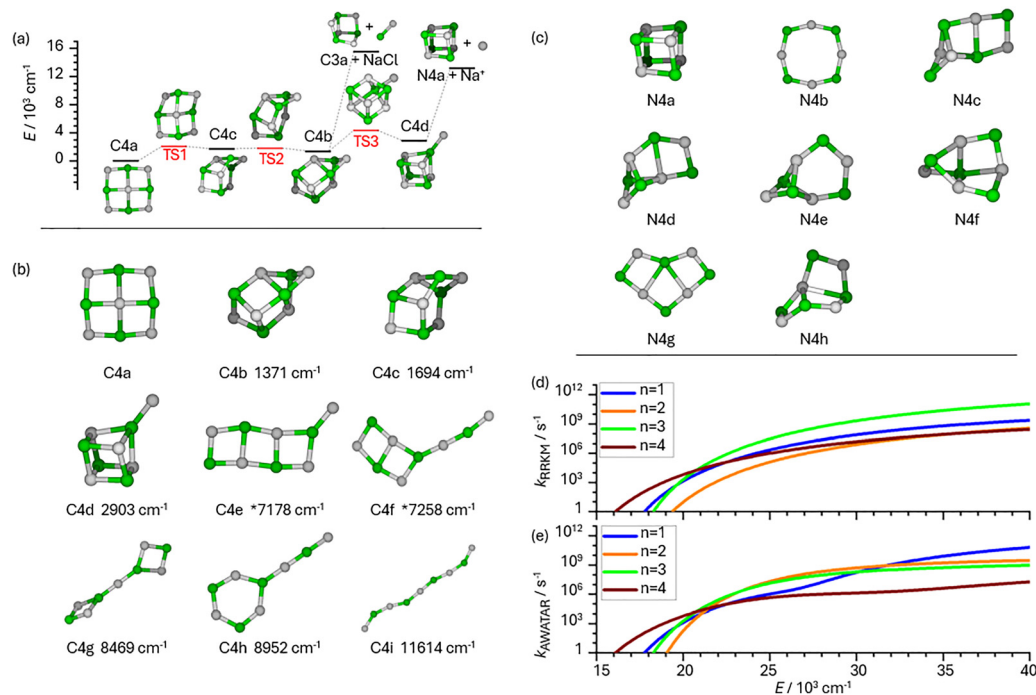 (a)
E / 10³ cm⁻¹
16
12
8
4
0
C4a
TS1
C4c
TS2
C4b
C3a + NaCl
TS3
C4d
N4a + Na⁺
+
+
(b)
C4a
C4b 1371 cm⁻¹
C4c 1694 cm⁻¹
C4d 2903 cm⁻¹
C4e *7178 cm⁻¹
C4f *7258 cm⁻¹
C4g 8469 cm⁻¹
C4h 8952 cm⁻¹
C4i 11614 cm⁻¹
(c)
N4a
N4b
N4c
N4d
N4e
N4f
N4g
N4h
(d)
kRRKM / s⁻¹
10¹²
10⁹
10⁶
10³
1
n=1
n=2
n=3
n=4
(e)
kAWATAR / s⁻¹
10¹²
10⁹
10⁶
10³
1
n=1
n=2
n=3
n=4
15
20
25
30
35
40
E / 10³ cm⁻¹